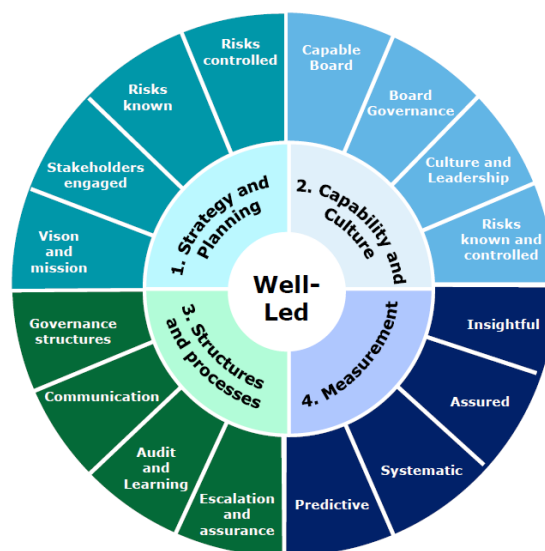 Risks
controlled
Capable
Board
Risks
known
Board
Governance
Stakeholders
engaged
Culture and
Leadership
Vison
and
mission
Risks
known and
controlled
1. Strategy and
Planning
2. Capability and
Culture
Well-
Led
3. Structures
and processes
4. Measurement
Governance
structures
Insightful
Communication
Assured
Audit
and
Learning
Systematic
Escalation
and
assurance
Predictive